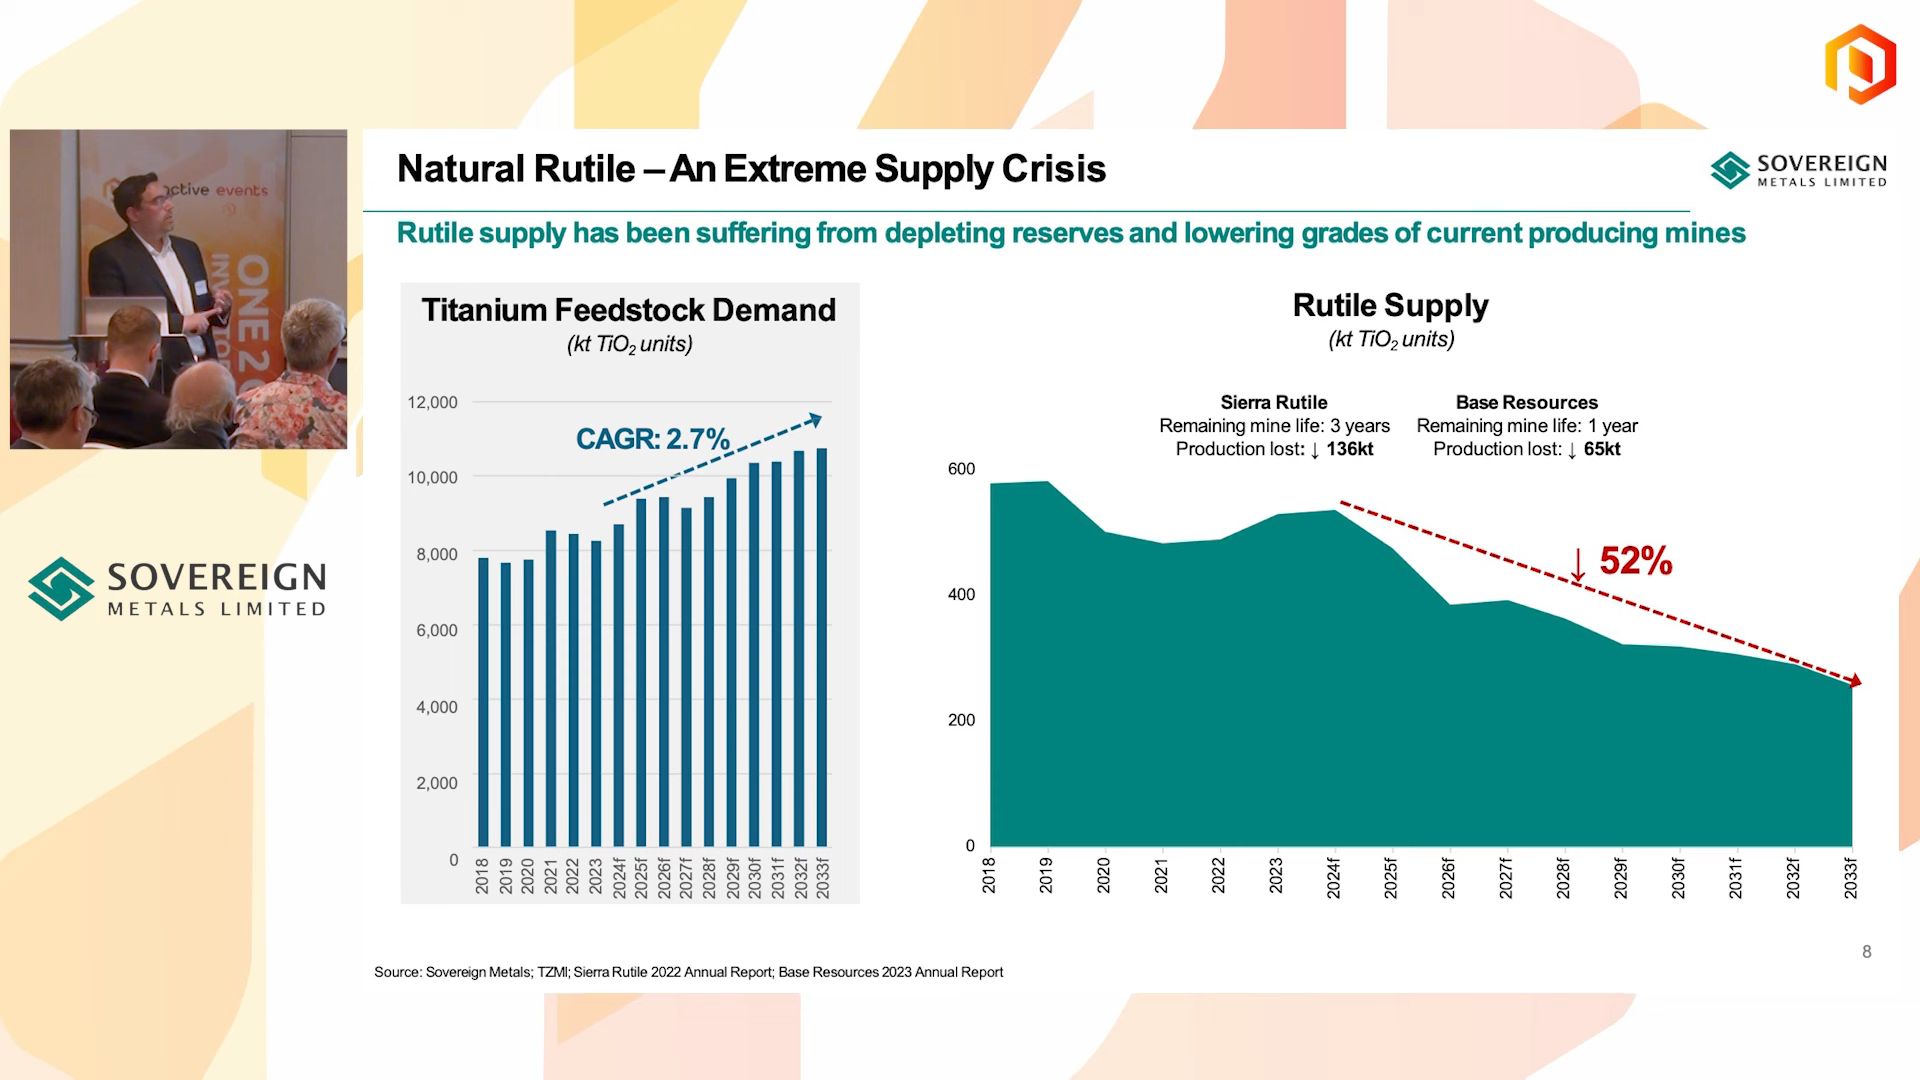 Natural Rutile – An Extreme Supply Crisis
SOVEREIGN
METALS LIMITED
Rutile supply has been suffering from depleting reserves and lowering grades of current producing mines
active events
ONE 2
SOVEREIGN
METALS LIMITED
Titanium Feedstock Demand
(kt TiO2 units)
12,000
10,000
8,000
6,000
4,000
2,000
0
CAGR: 2.7%
2018 2019 2020 2021 2022 2023 2024f 2025f 2026f 2027f 2028f 2029f 2030f 2031f 2032f 2033f
Rutile Supply
(kt TiO2 units)
Sierra Rutile
Remaining mine life: 3 years
Production lost: ↓ 136kt
Base Resources
Remaining mine life: 1 year
Production lost: ↓ 65kt
600
400
200
0
↓ 52%
2018 2019 2020 2021 2022 2023 2024f 2025f 2026f 2027f 2028f 2029f 2030f 2031f 2032f 2033f
8
Source: Sovereign Metals; TZMI; Sierra Rutile 2022 Annual Report; Base Resources 2023 Annual Report